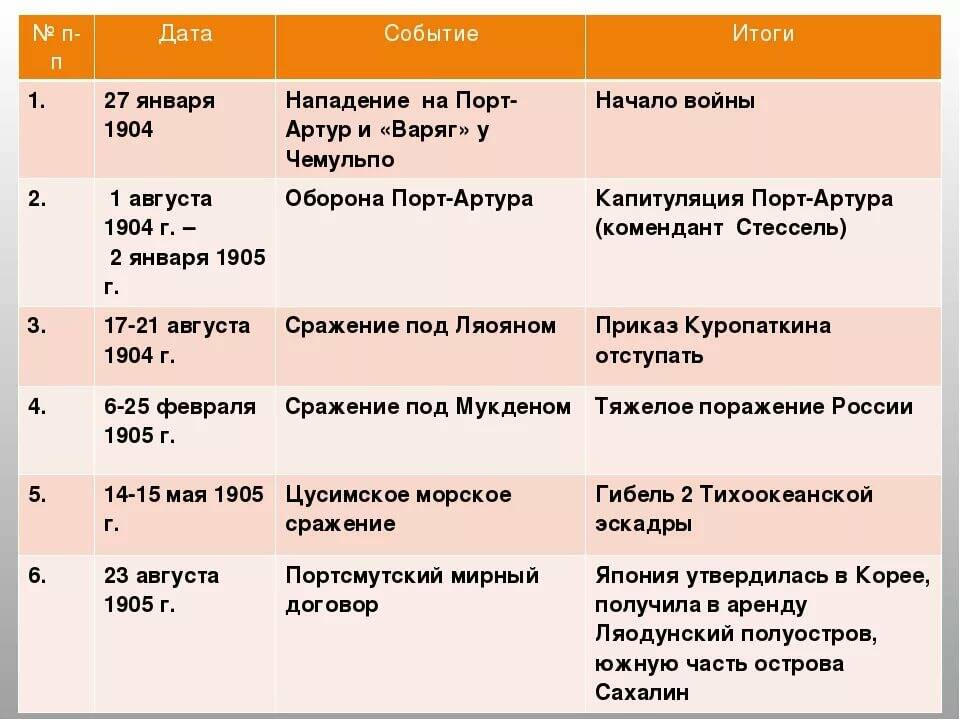 № п-
п
Дата
Событие
Итоги
1.
27 января
1904
Нападение на Порт-
Артур и «Варяг» у
Чемульпо
Начало войны
2.
1 августа
1904 г. –
2 января 1905
г.
Оборона Порт-Артура
Капитуляция Порт-Артура
(комендант Стессель)
3.
17-21 августа
1904 г.
Сражение под Ляояном
Приказ Куропаткина
отступать
4.
6-25 февраля
1905 г.
Сражение под Мукденом
Тяжелое поражение России
5.
14-15 мая 1905
г.
Цусимское морское
сражение
Гибель 2 Тихоокеанской
эскадры
6.
23 августа
1905 г.
Портсмутский мирный
договор
Япония утвердилась в Корее,
получила в аренду
Ляодунский полуостров,
южную часть острова
Сахалин